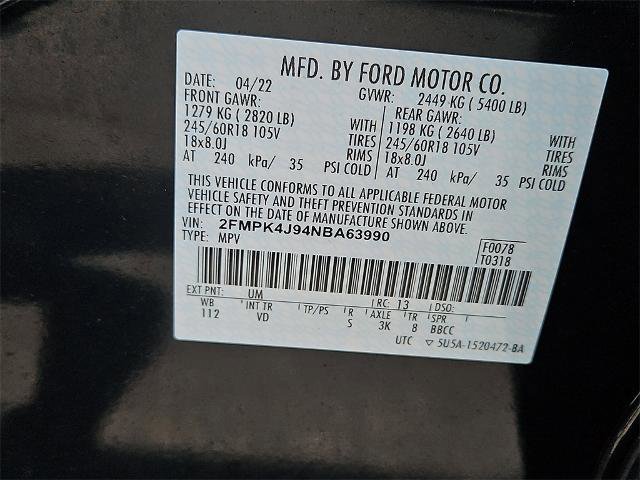 MFD. BY FORD MOTOR CO.
DATE: 04/22 GVWR: 2449 KG ( 5400 LB)
FRONT GAWR: REAR GAWR:
1279 KG ( 2820 LB) WITH 1198 KG ( 2640 LB) WITH
245/60R18 105V TIRES 245/60R18 105V TIRES
18x8.0J RIMS 18x8.0J RIMS
AT 240 kPa/ 35 PSI COLD AT 240 kPa/ 35 PSI COLD
THIS VEHICLE CONFORMS TO ALL APPLICABLE FEDERAL MOTOR
VEHICLE SAFETY AND THEFT PREVENTION STANDARDS IN
EFFECT ON THE DATE OF MANUFACTURE SHOWN ABOVE.
VIN: 2FMPK4J94NBA63990 F0078
TYPE: MPV T0318
EXT PNT: UM RC: 13 DSO:
WB INT TR TP/PS R AXLE TR SPR
112 VD S 3K 8 BBCC
UTC ▽ 5U5A-1520472-BA